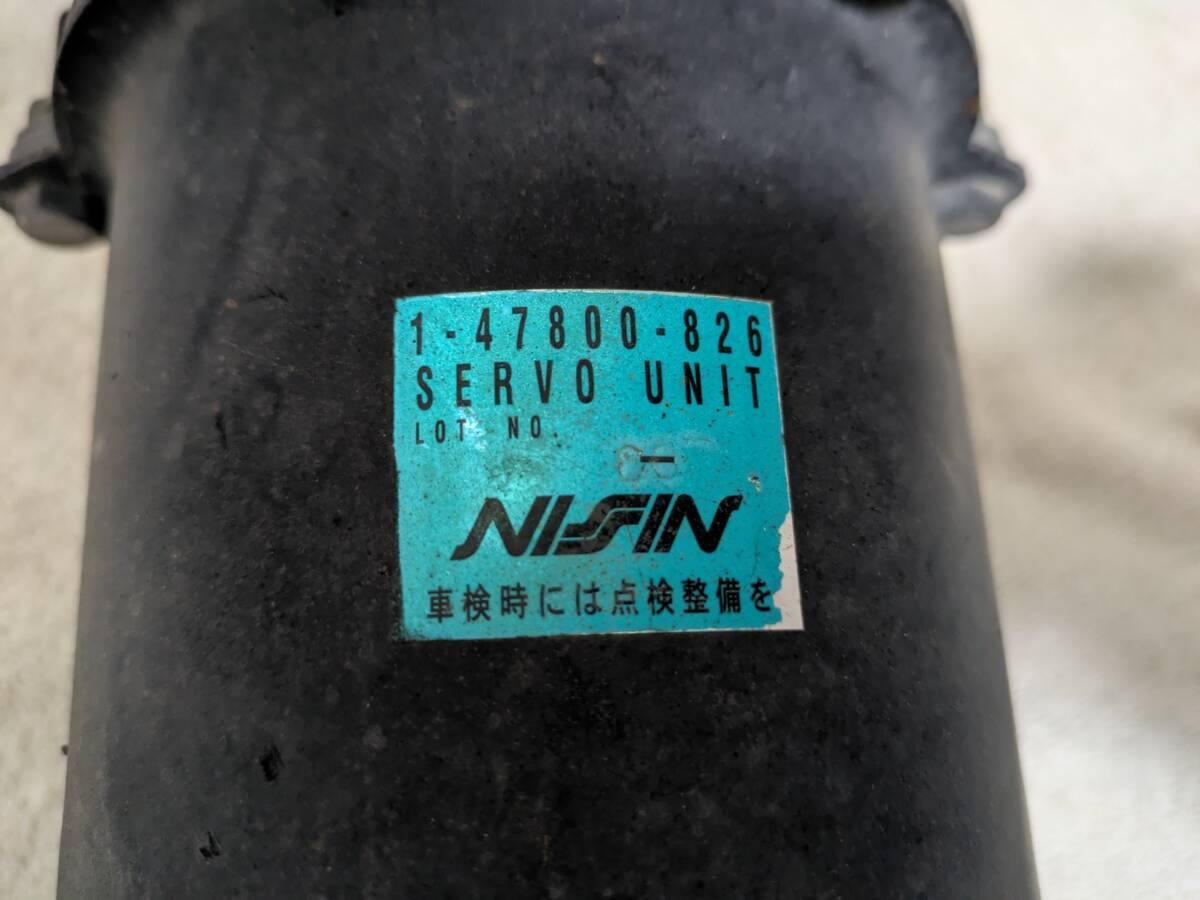 1-47800-826
SERVO UNIT
LOT NO.
-
NISSIN
車検時には点検整備を